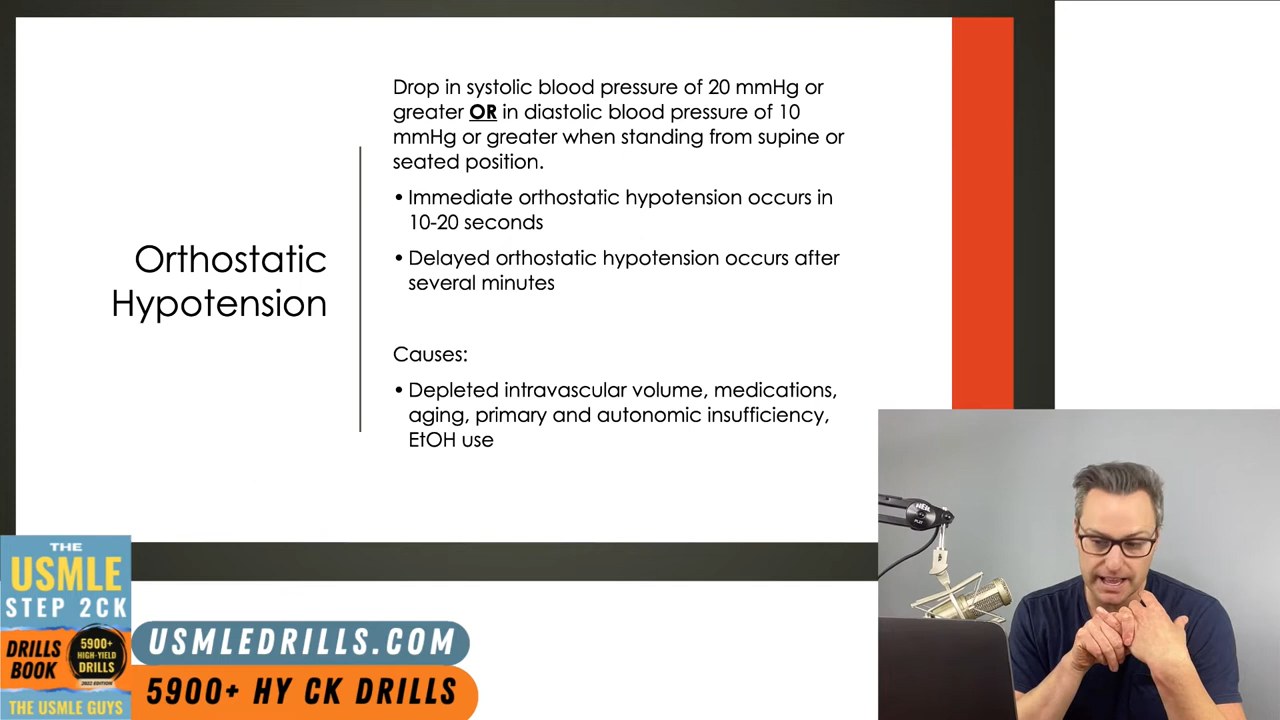 Orthostatic
Hypotension
Drop in systolic blood pressure of 20 mmHg or
greater OR in diastolic blood pressure of 10
mmHg or greater when standing from supine or
seated position.
• Immediate orthostatic hypotension occurs in
10-20 seconds
• Delayed orthostatic hypotension occurs after
several minutes
Causes:
• Depleted intravascular volume, medications,
aging, primary and autonomic insufficiency,
EtOH use
THE
USMLE
STEP 2CK
DRILLS
BOOK
5900+
HIGH-YIELD
DRILLS
2022 EDITION
THE USMLE GUYS
USMLEDRILLS.COM
5900+ HY CK DRILLS